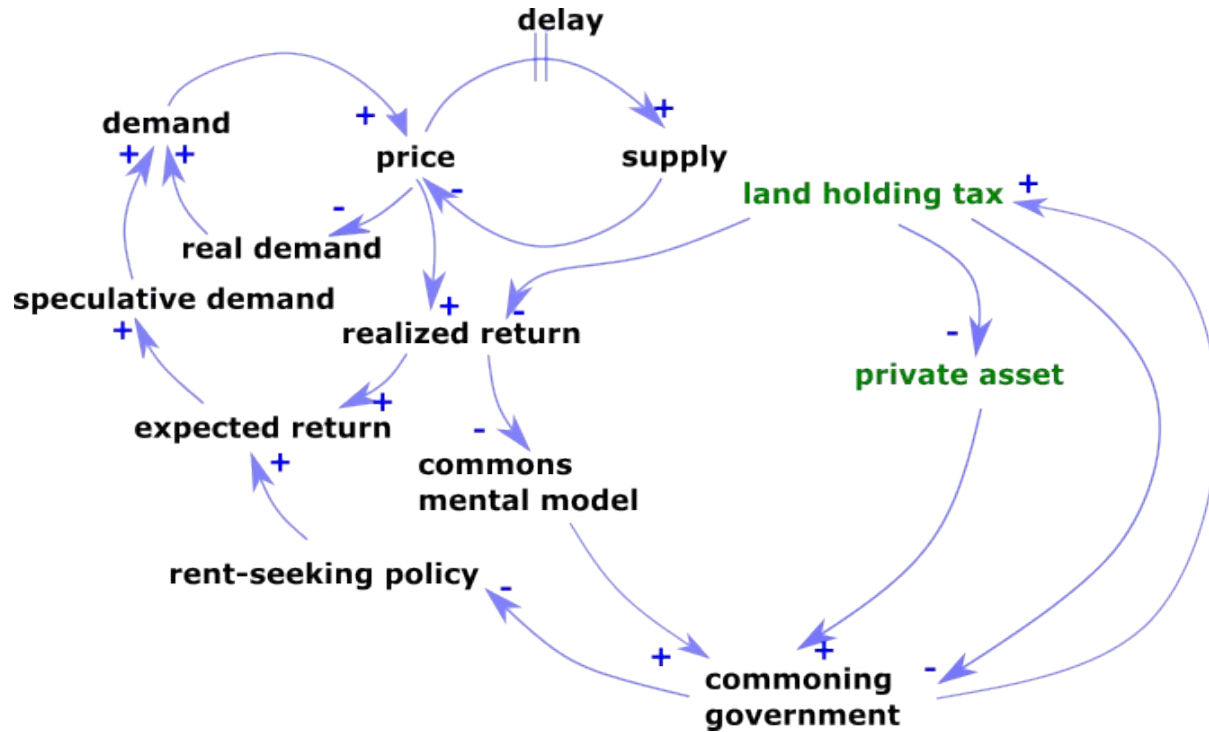 delay
demand
+
+
+
+
+
price
supply
-
land holding tax
+
-
real demand
speculative demand
+
+
-
realized return
-
private asset
+
expected return
-
+
commons
mental model
rent-seeking policy
-
+
+
-
commoning
government